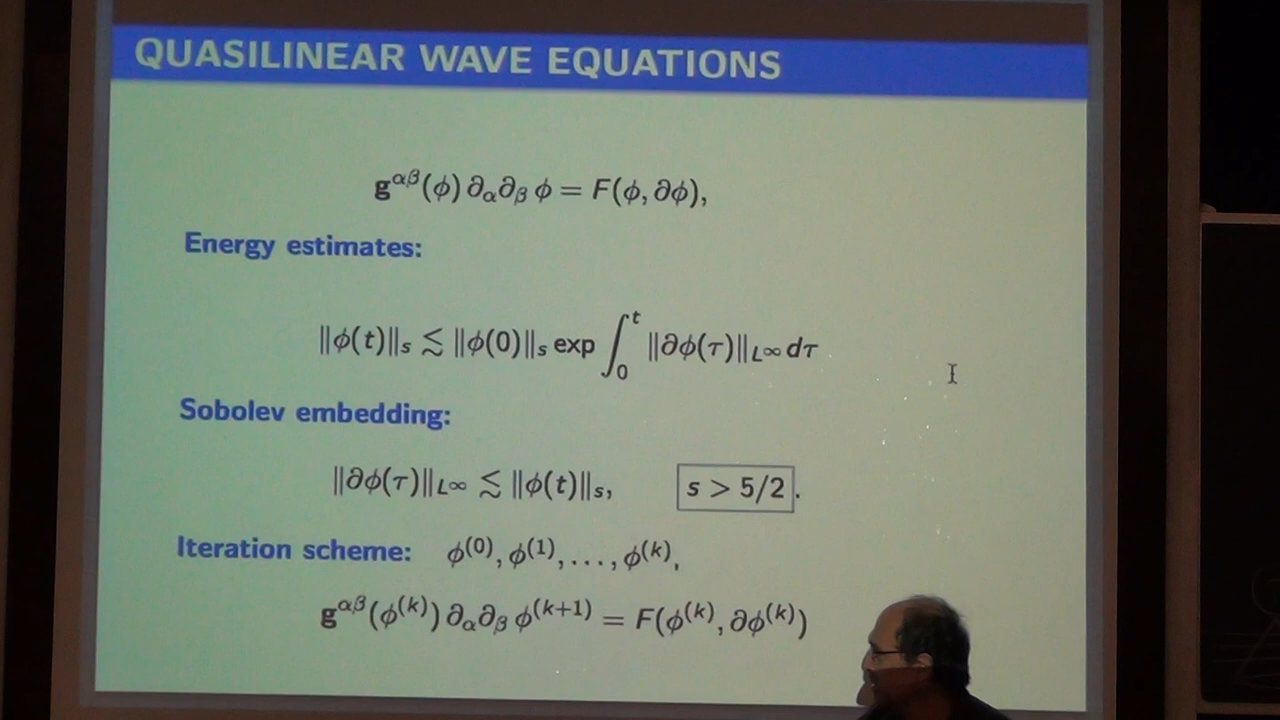 QUASILINEAR WAVE EQUATIONS
g^{αβ}(ϕ) ∂_α∂_β ϕ = F(ϕ, ∂ϕ),
Energy estimates:
‖ϕ(t)‖_s ≲ ‖ϕ(0)‖_s exp ∫_0^t ‖∂ϕ(τ)‖_{L^∞} dτ
Sobolev embedding:
‖∂ϕ(τ)‖_{L^∞} ≲ ‖ϕ(t)‖_s, s > 5/2.
Iteration scheme: ϕ^{(0)}, ϕ^{(1)}, . . . , ϕ^{(k)},
g^{αβ}(ϕ^{(k)}) ∂_α∂_β ϕ^{(k+1)} = F(ϕ^{(k)}, ∂ϕ^{(k)})